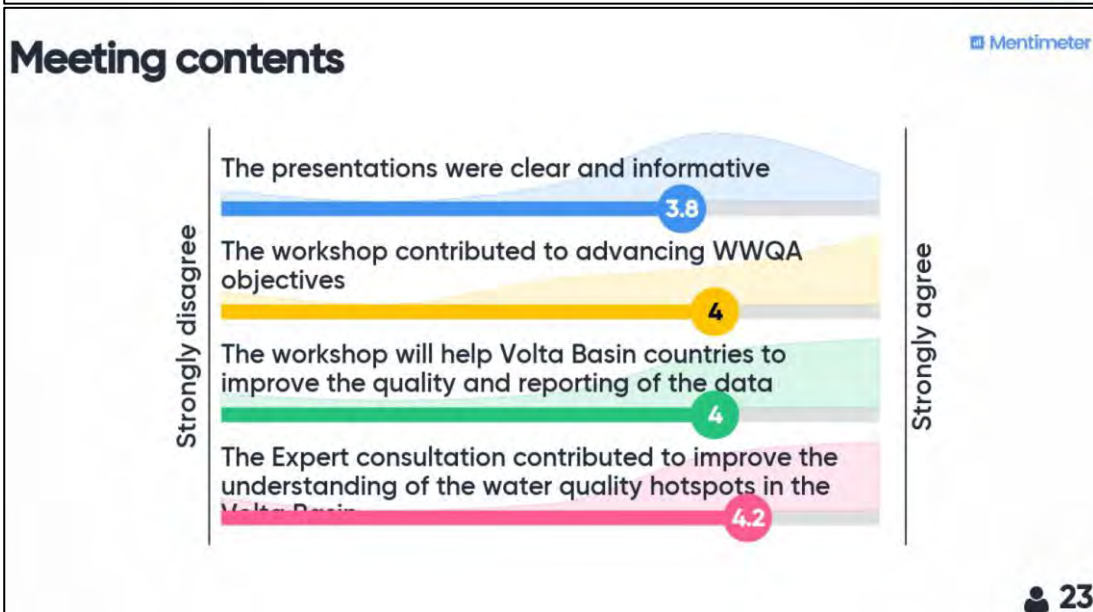 Meeting contents
Mentimeter
Strongly disagree
The presentations were clear and informative
3.8
The workshop contributed to advancing WWQA
objectives
4
The workshop will help Volta Basin countries to
improve the quality and reporting of the data
4
The Expert consultation contributed to improve the
understanding of the water quality hotspots in the
Volta Basin
4.2
Strongly agree
23